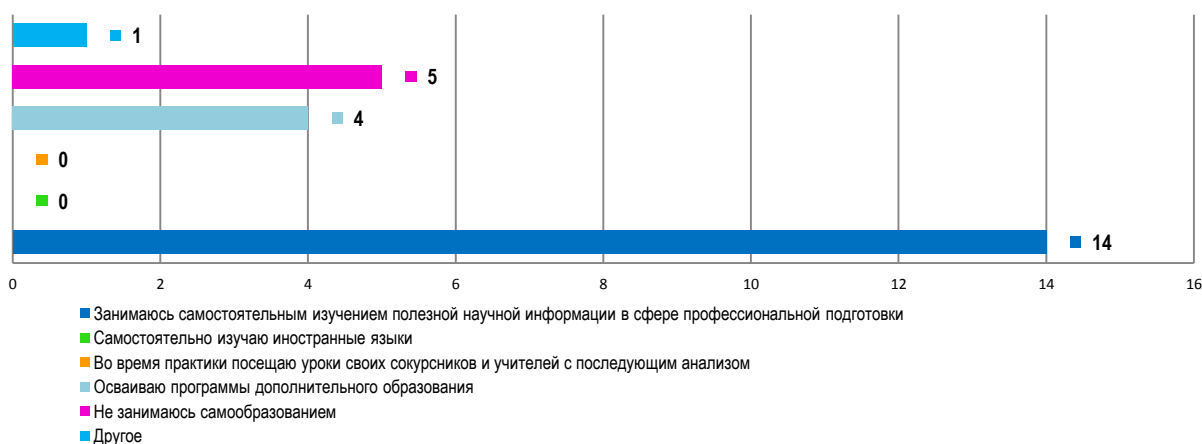 1
5
4
0
0
14
0 2 4 6 8 10 12 14 16
Занимаюсь самостоятельным изучением полезной научной информации в сфере профессиональной подготовки
Самостоятельно изучаю иностранные языки
Во время практики посещаю уроки своих сокурсников и учителей с последующим анализом
Осваиваю программы дополнительного образования
Не занимаюсь самообразованием
Другое